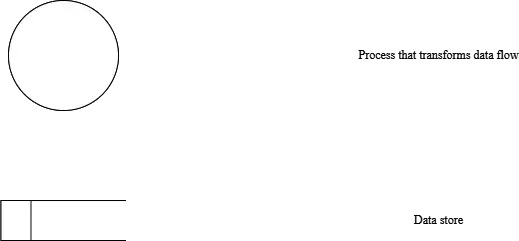 Process that transforms data flow
Data store